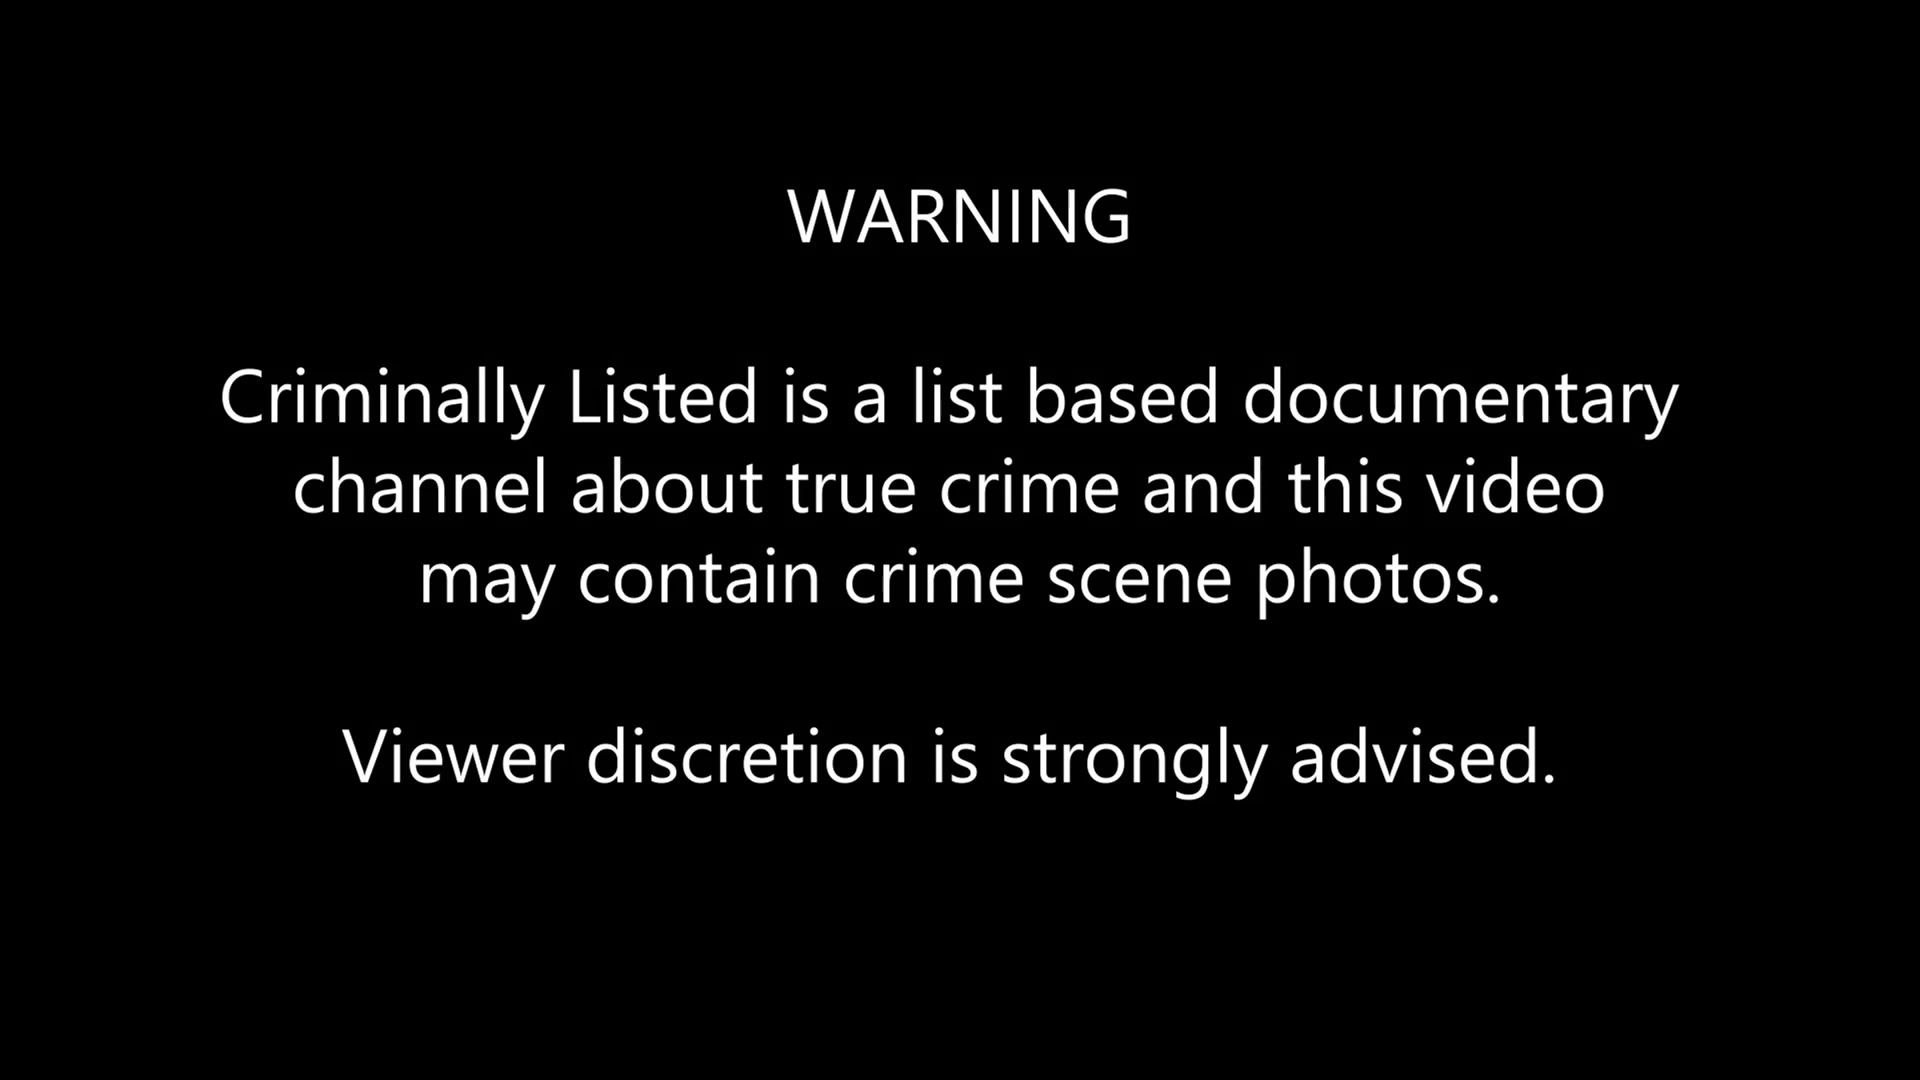 WARNING
Criminally Listed is a list based documentary
channel about true crime and this video
may contain crime scene photos.
Viewer discretion is strongly advised.